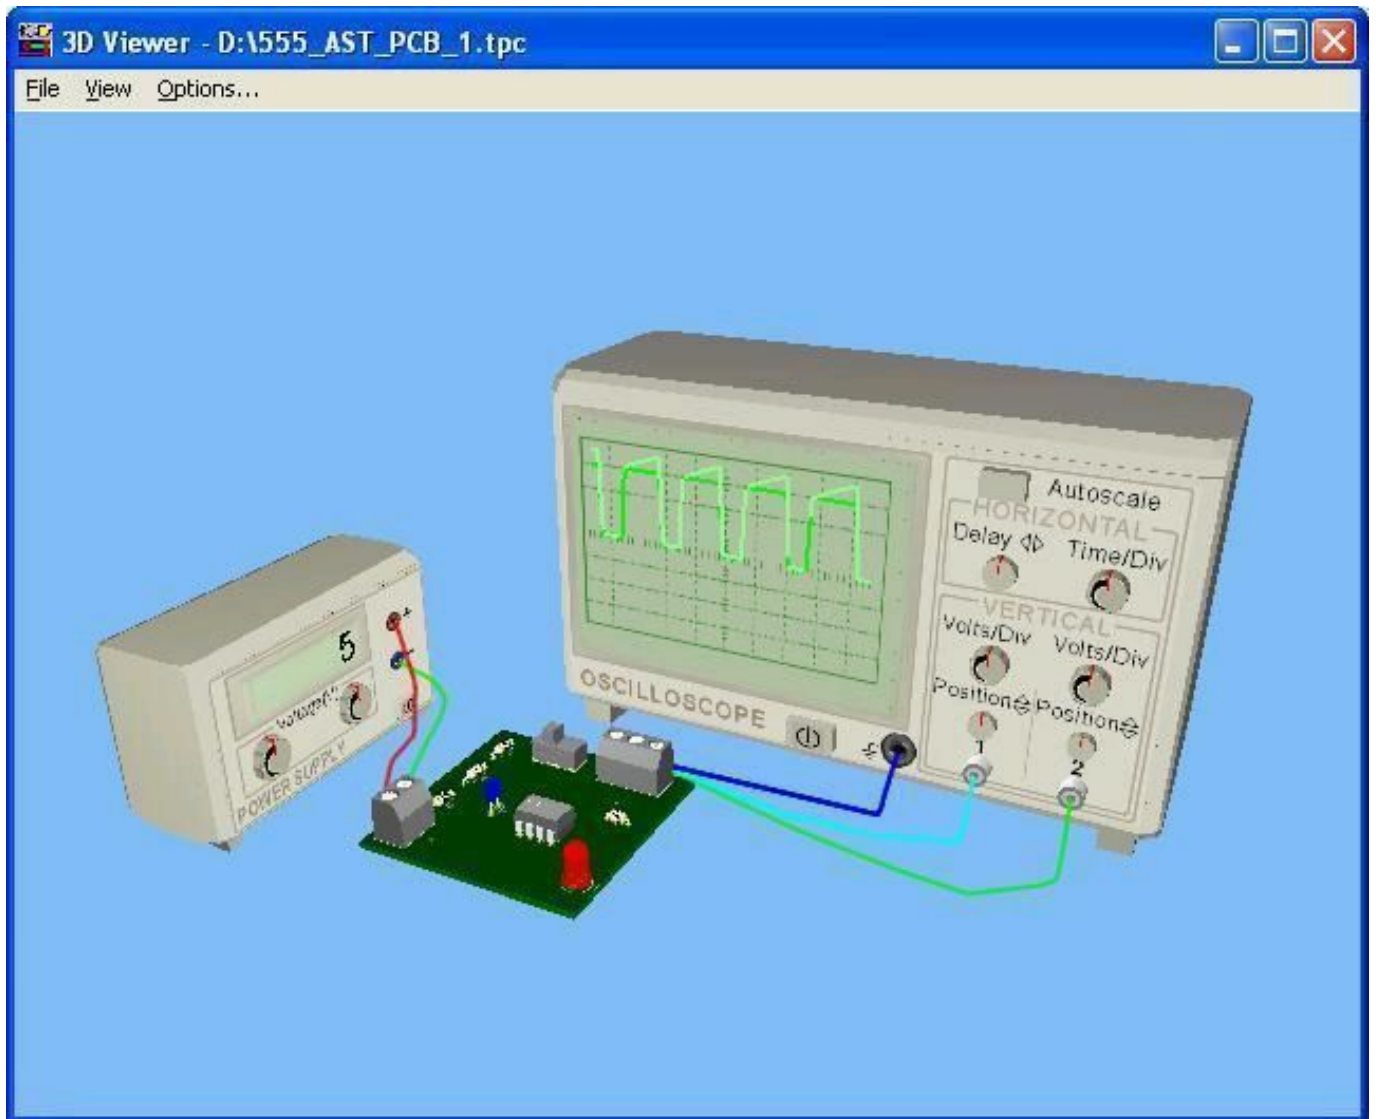 3D Viewer - D:\555_AST_PCB_1.tpc
File View Options...
Autoscale
HORIZONTAL
Delay Time/Div
VERTICAL
Volts/Div Volts/Div
Position Position
1
2
OSCILLOSCOPE
5
+
-
POWER SUPPLY